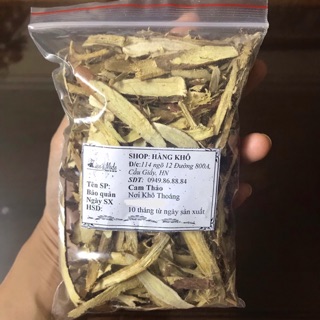 SHOP: HÀNG KHÔ
Đ/c:114 ngõ 12 Đường 800A,
Cầu Giấy, HN
SĐT: 0949.86.88.84
Tên SP: Cam Thảo
Bảo quản Nơi Khô Thoáng
Ngày SX
HSD: 10 tháng từ ngày sản xuất